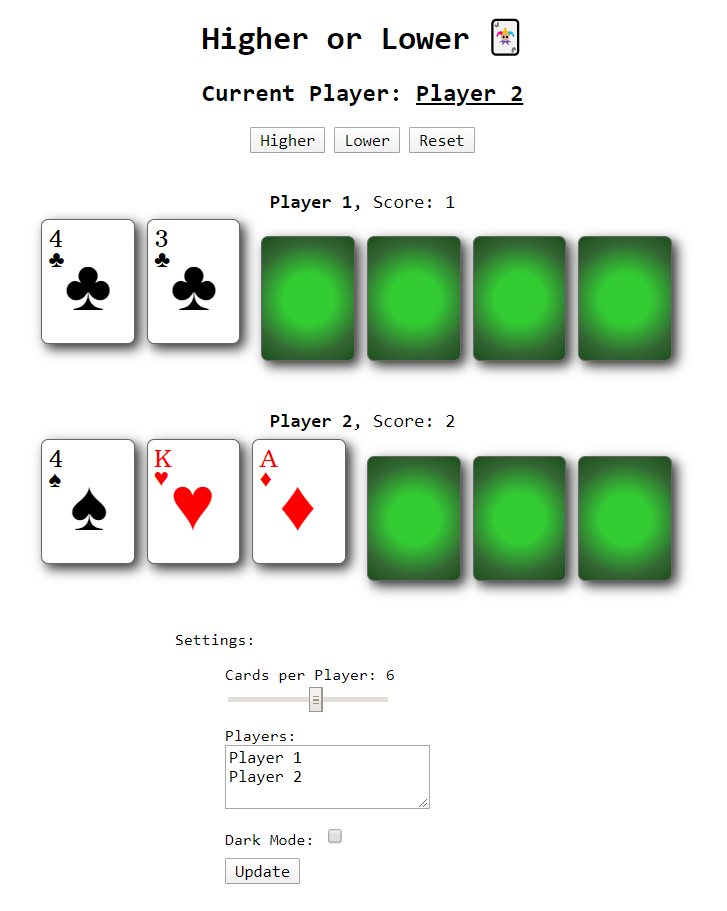 Higher or Lower 🃏
Current Player: Player 2
Higher Lower Reset
Player 1, Score: 1
4 3
♣ ♣
♣ ♣
Player 2, Score: 2
4 K A
♠ ♥ ♦
♠ ♥ ♦
Settings:
Cards per Player: 6
Players:
Player 1
Player 2
Dark Mode:
Update